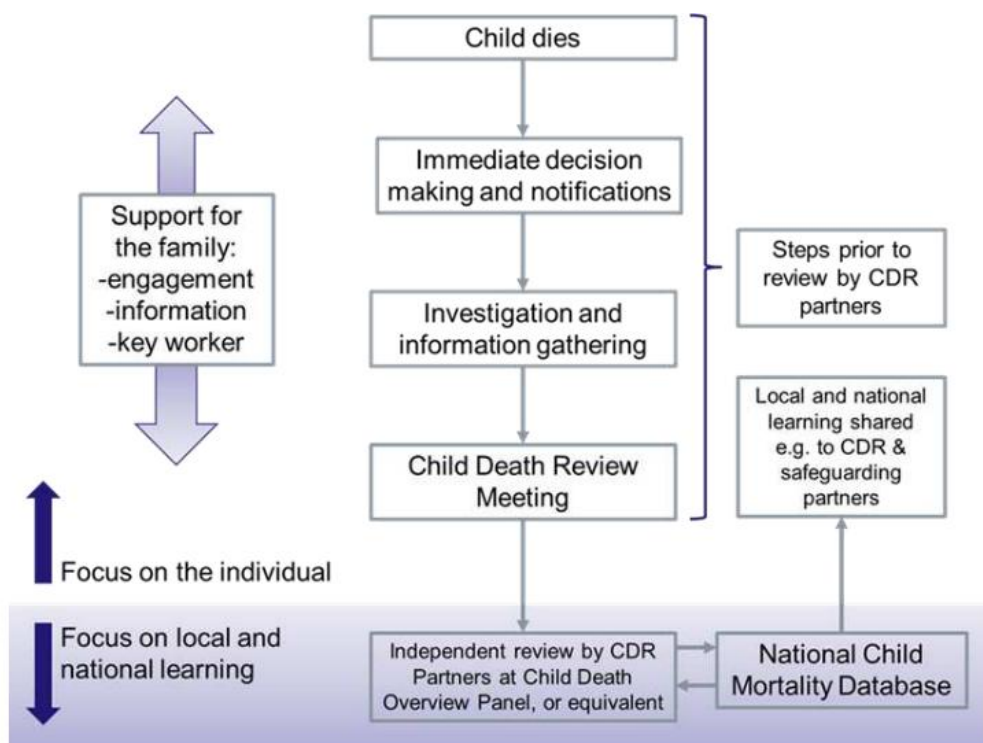 Child dies
Immediate decision
making and notifications
Support for
the family:
-engagement
-information
-key worker
Steps prior to
review by CDR
partners
Investigation and
information gathering
Local and national
learning shared
e.g. to CDR &
safeguarding
partners
Child Death Review
Meeting
Focus on the individual
Focus on local and
national learning
Independent review by CDR
Partners at Child Death
Overview Panel, or equivalent
National Child
Mortality Database